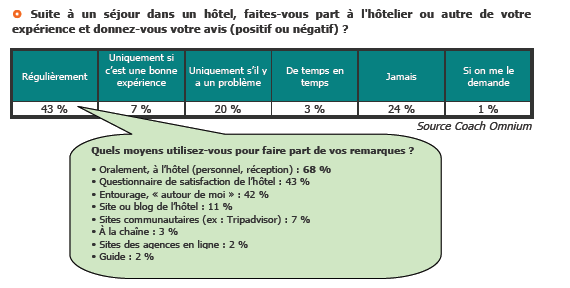 Suite à un séjour dans un hôtel, faites-vous part à l'hôtelier ou autre de votre
expérience et donnez-vous votre avis (positif ou négatif) ?
Régulièrement
Uniquement si
c'est une bonne
expérience
Uniquement s'il y
a un problème
De temps en
temps
Jamais
Si on me le
demande
43 % 7 % 20 % 3 % 24 % 1 %
Source Coach Omnium
Quels moyens utilisez-vous pour faire part de vos remarques ?
• Oralement, à l'hôtel (personnel, réception) : 68 %
• Questionnaire de satisfaction de l'hôtel : 43 %
• Entourage, « autour de moi » : 42 %
• Site ou blog de l'hôtel : 11 %
• Sites communautaires (ex : Tripadvisor) : 7 %
• À la chaîne : 3 %
• Sites des agences en ligne : 2 %
• Guide : 2 %